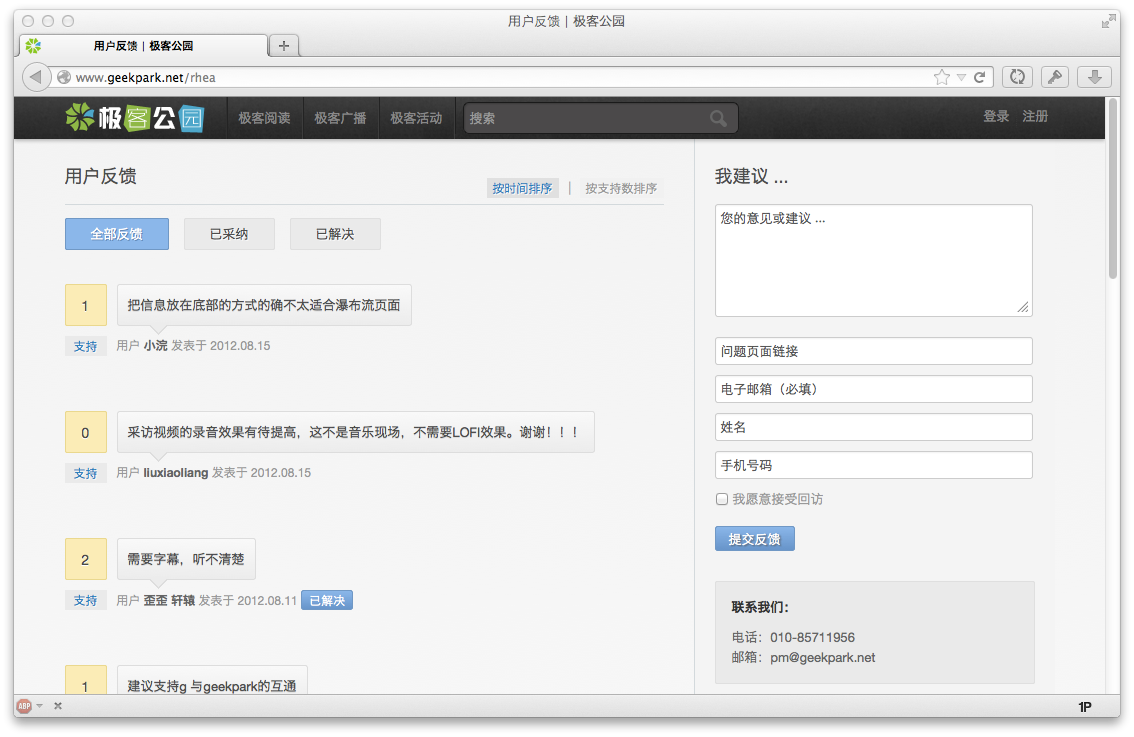 用户反馈 | 极客公园
用户反馈 | 极客公园
www.geekpark.net/rhea
极客公园
极客阅读
极客广播
极客活动
搜索
登录
注册
用户反馈
按时间排序 | 按支持数排序
全部反馈
已采纳
已解决
1
把信息放在底部的方式的确不太适合瀑布流页面
支持
用户 小浣 发表于 2012.08.15
0
采访视频的录音效果有待提高，这不是音乐现场，不需要LOFI效果。谢谢！！！
支持
用户 liuxiaoliang 发表于 2012.08.15
2
需要字幕，听不清楚
支持
用户 歪歪 轩辕 发表于 2012.08.11 已解决
1
建议支持g 与geekpark的互通
我建议 ...
您的意见或建议 ...
问题页面链接
电子邮箱（必填）
姓名
手机号码
我愿意接受回访
提交反馈
联系我们：
电话：010-85711956
邮箱：pm@geekpark.net
ABP
1P